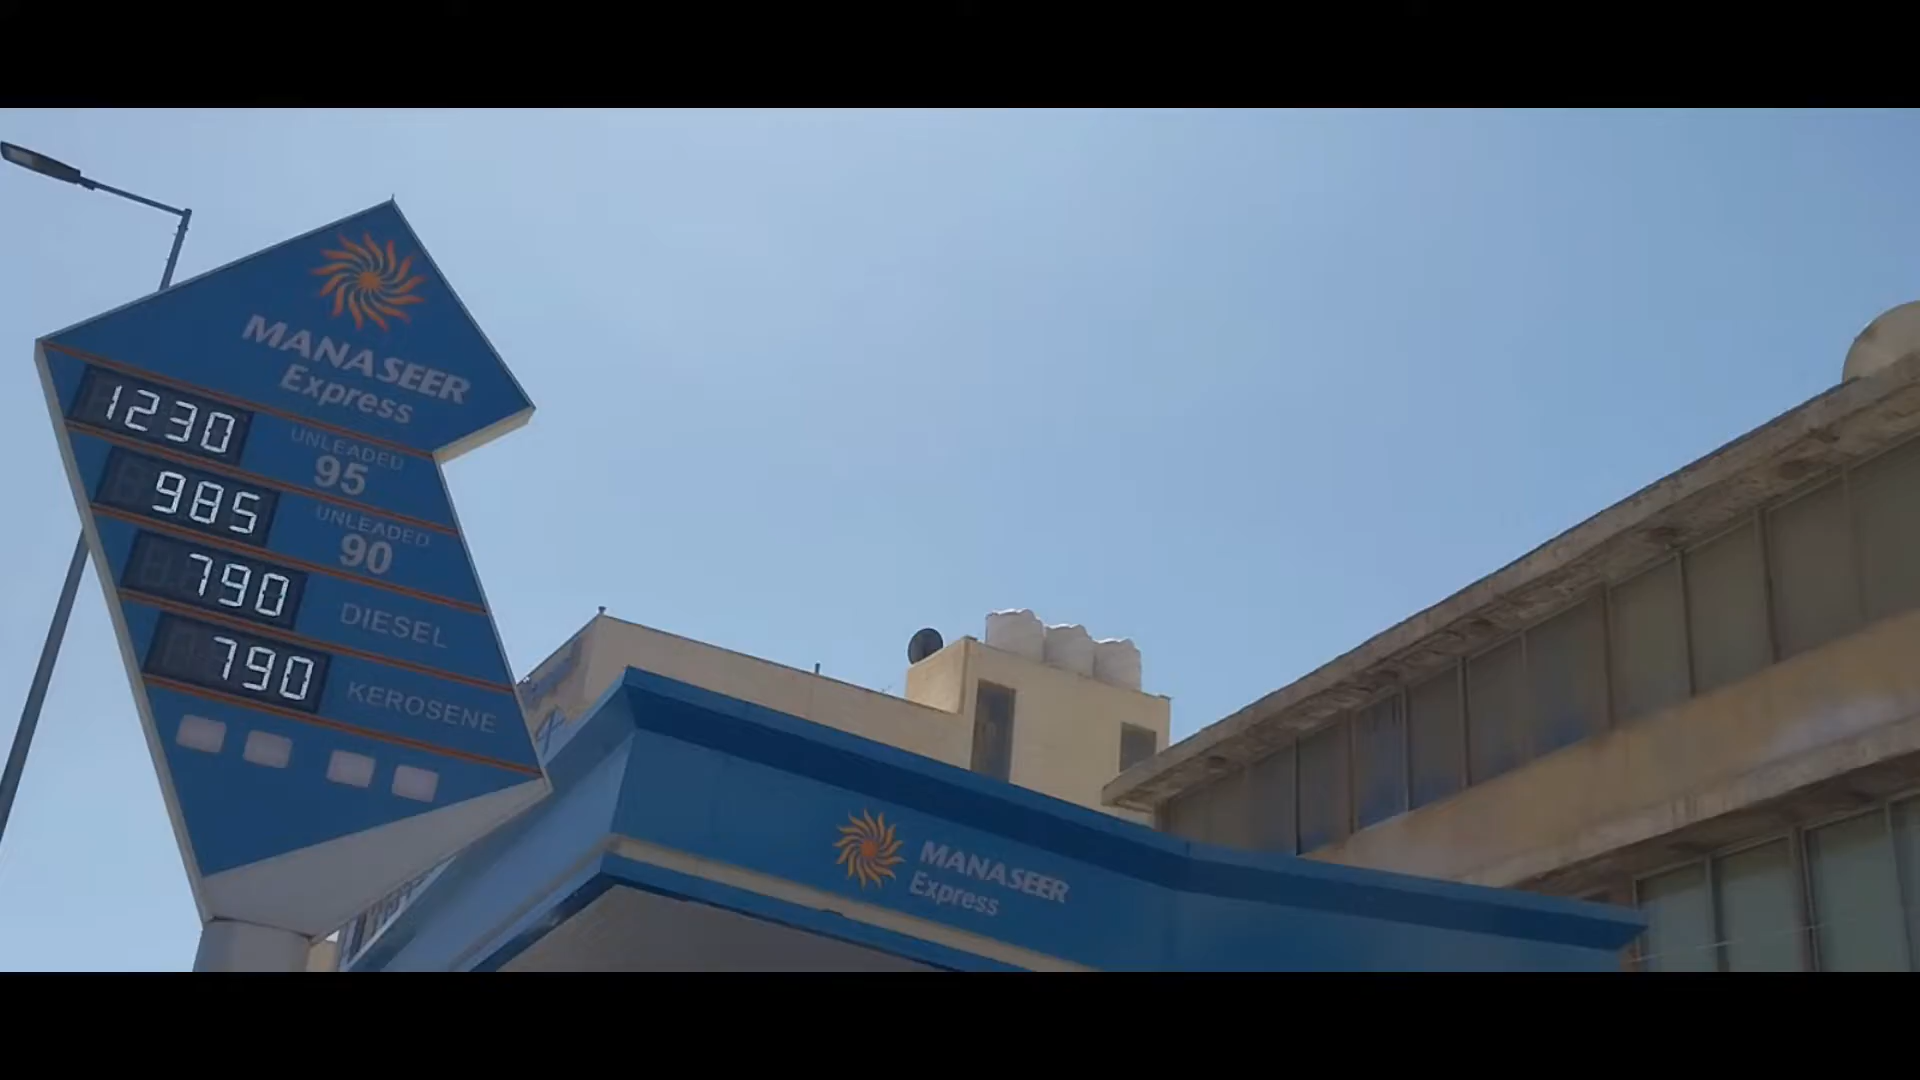 MANASEER
Express
1230 UNLEADED 95
985 UNLEADED 90
790 DIESEL
790 KEROSENE
MANASEER
Express